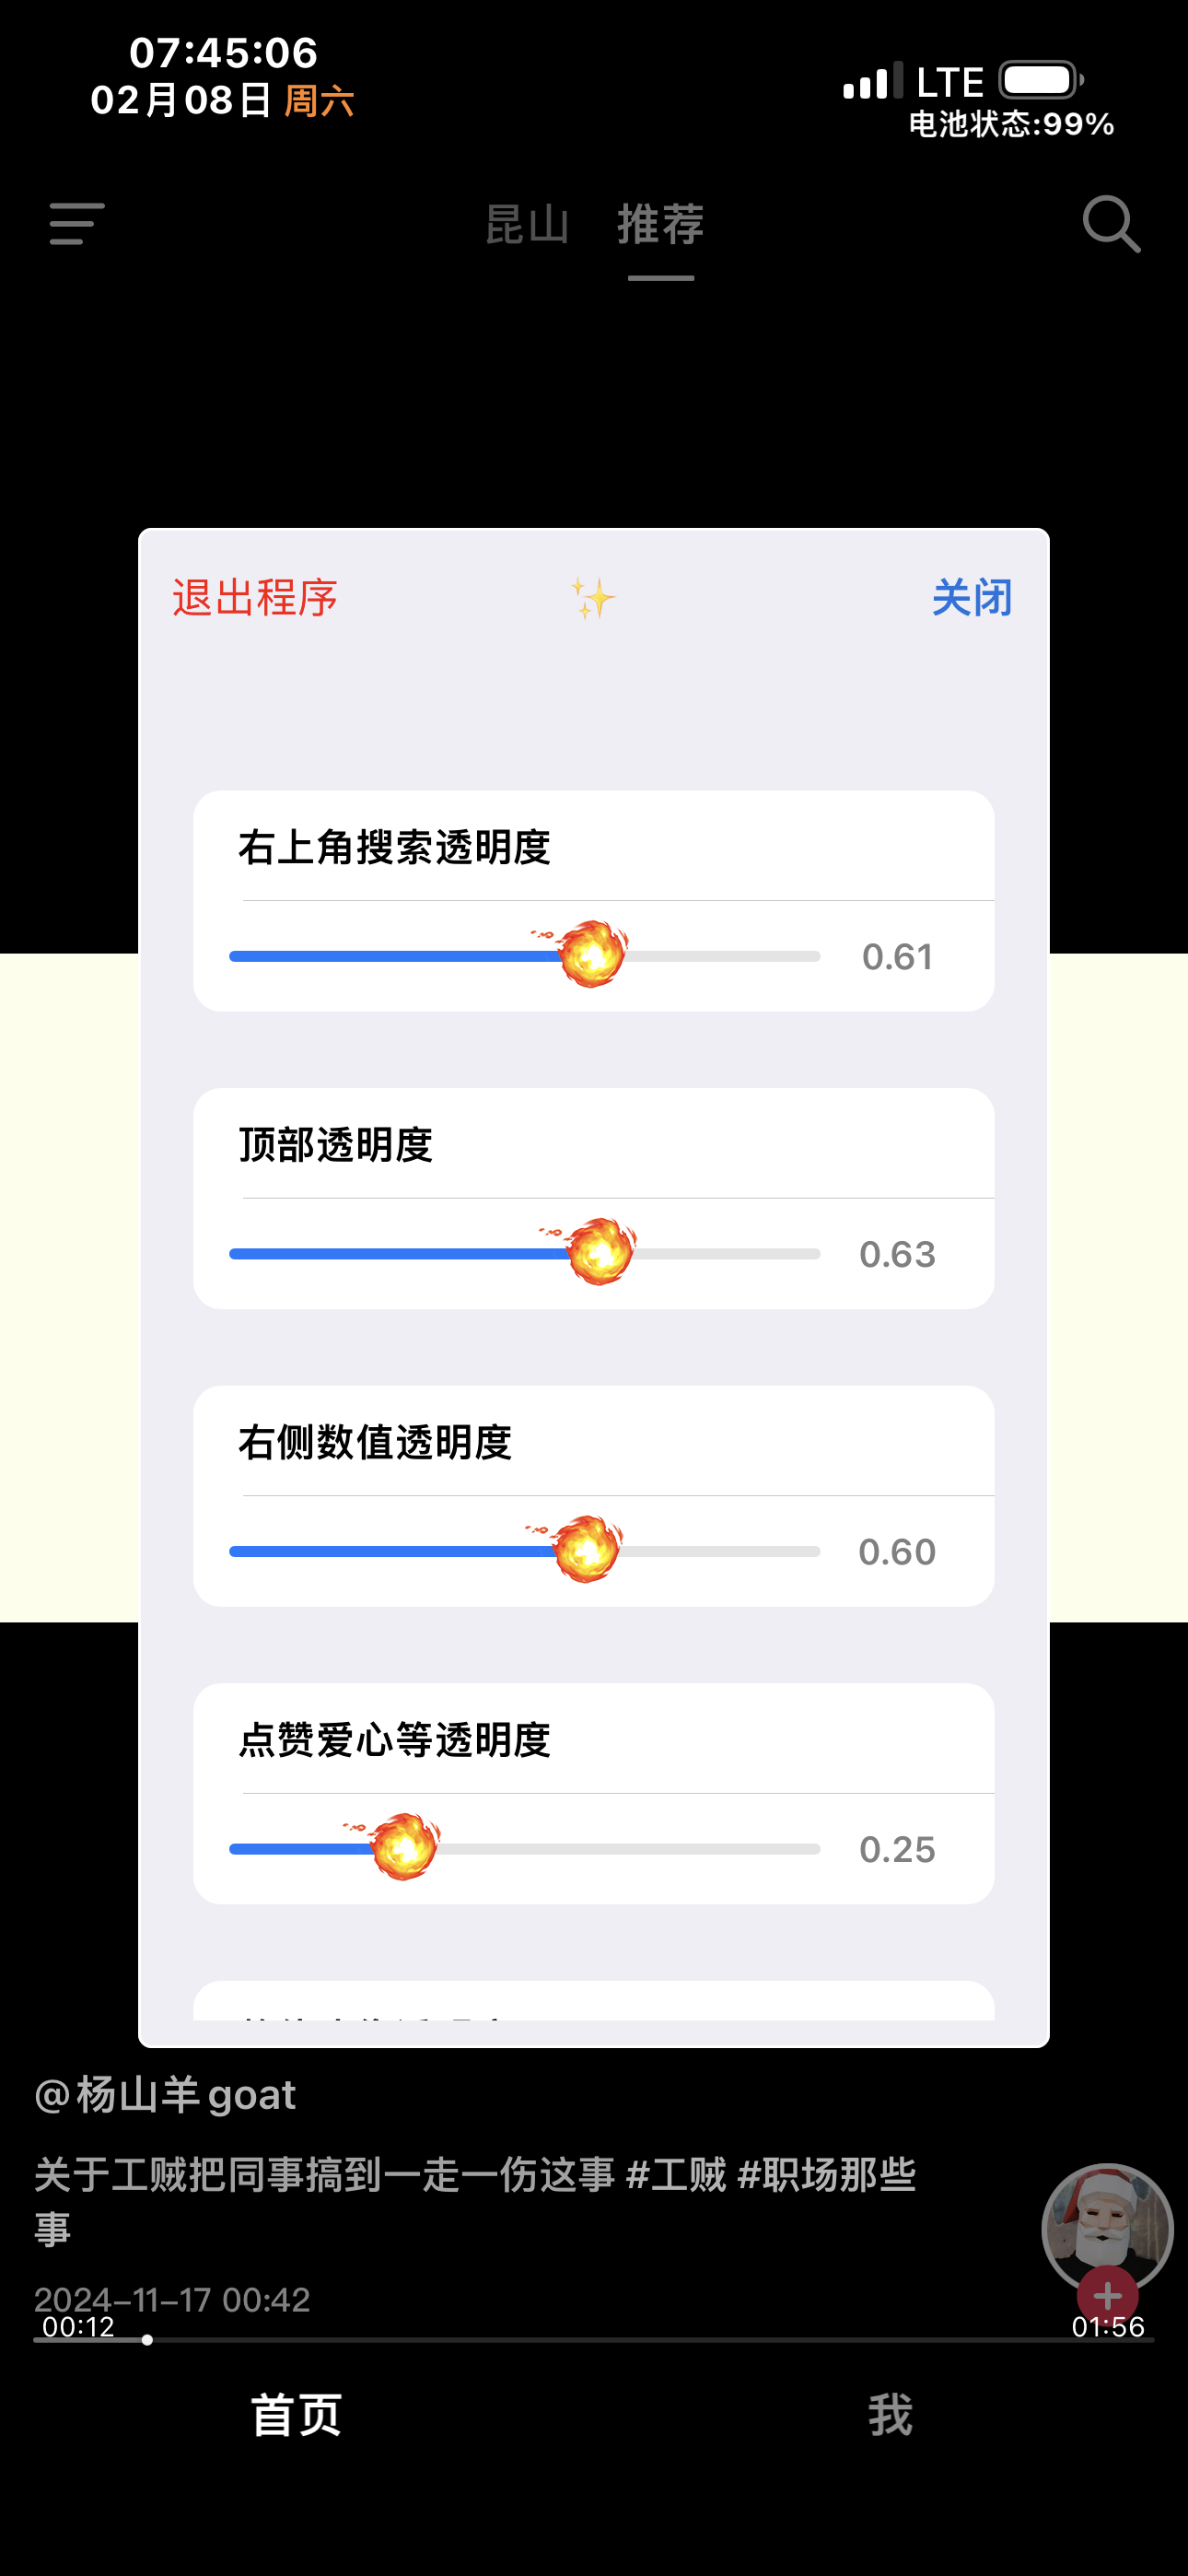 07:45:06
02月08日 周六
LTE
电池状态:99%
昆山 推荐
退出程序 ✨ 关闭
右上角搜索透明度
0.61
顶部透明度
0.63
右侧数值透明度
0.60
点赞爱心等透明度
0.25
@杨山羊goat
关于工贼把同事搞到一走一伤这事 #工贼 #职场那些
事
2024-11-17 00:42
00:12 01:56
首页 我